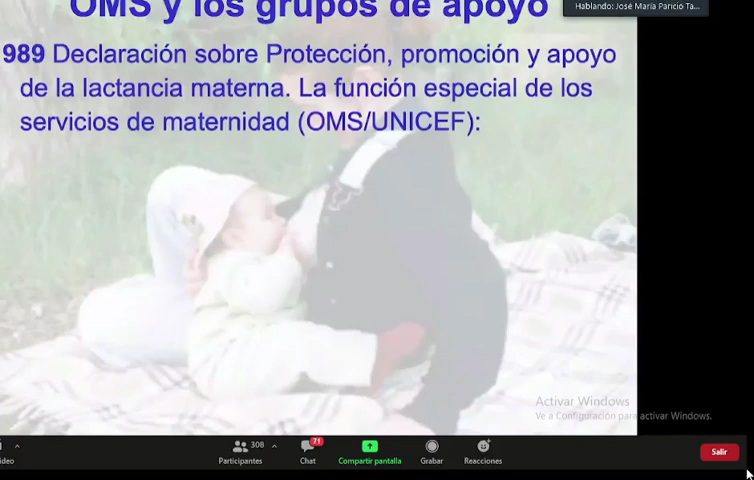 OMS y los grupos de apoyo
Hablando: José María Paricio Ta...
989 Declaración sobre Protección, promoción y apoyo
de la lactancia materna. La función especial de los
servicios de maternidad (OMS/UNICEF):
Activar Windows
Ve a Configuración para activar Windows.
308
71
ideo
Participantes
Chat
Compartir pantalla
Grabar
Reacciones
Salir